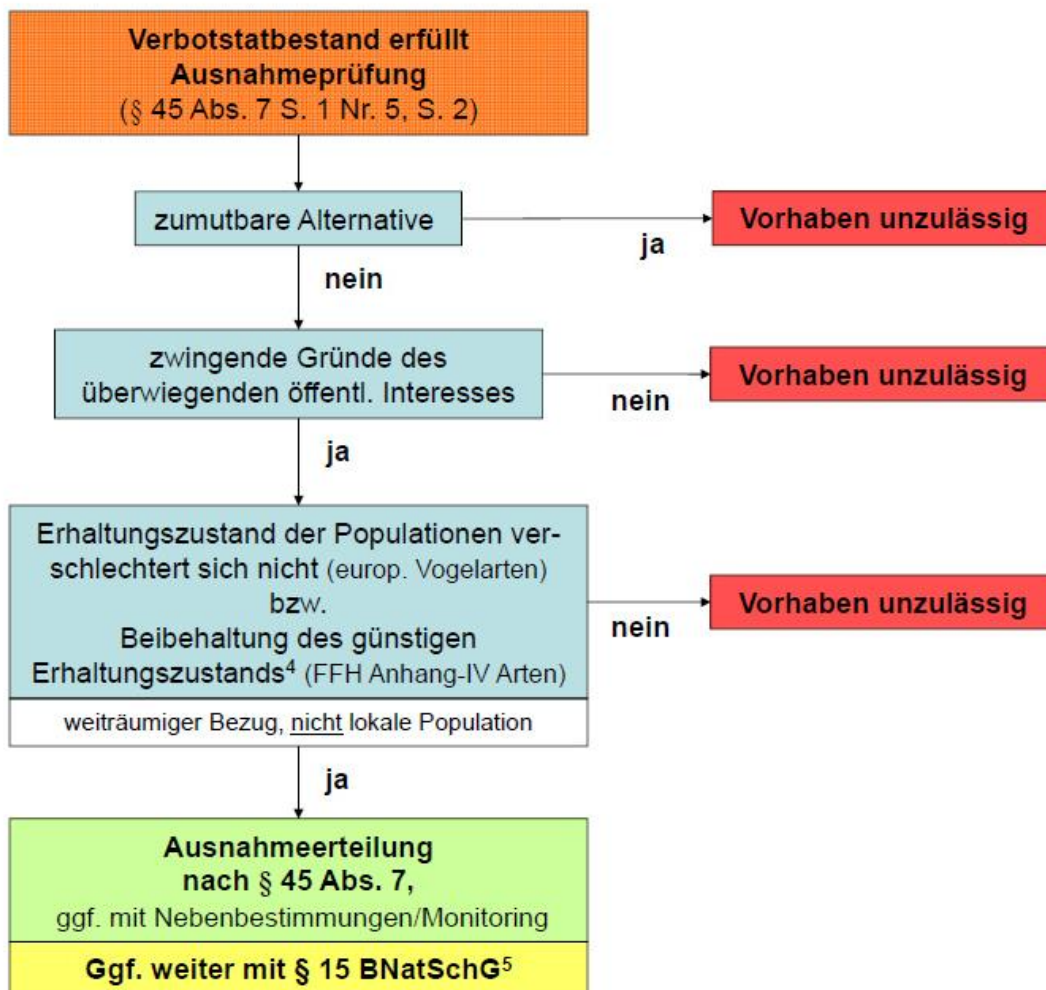 Verbotstatbestand erfüllt
Ausnahmeprüfung
(§ 45 Abs. 7 S. 1 Nr. 5, S. 2)
zumutbare Alternative
Vorhaben unzulässig
ja
nein
zwingende Gründe des
überwiegenden öffentl. Interesses
Vorhaben unzulässig
nein
ja
Erhaltungszustand der Populationen ver-
schlechtert sich nicht (europ. Vogelarten)
bzw.
Beibehaltung des günstigen
Erhaltungszustands⁴ (FFH Anhang-IV Arten)
Vorhaben unzulässig
nein
weiträumiger Bezug, nicht lokale Population
ja
Ausnahmeerteilung
nach § 45 Abs. 7,
ggf. mit Nebenbestimmungen/Monitoring
Ggf. weiter mit § 15 BNatSchG⁵